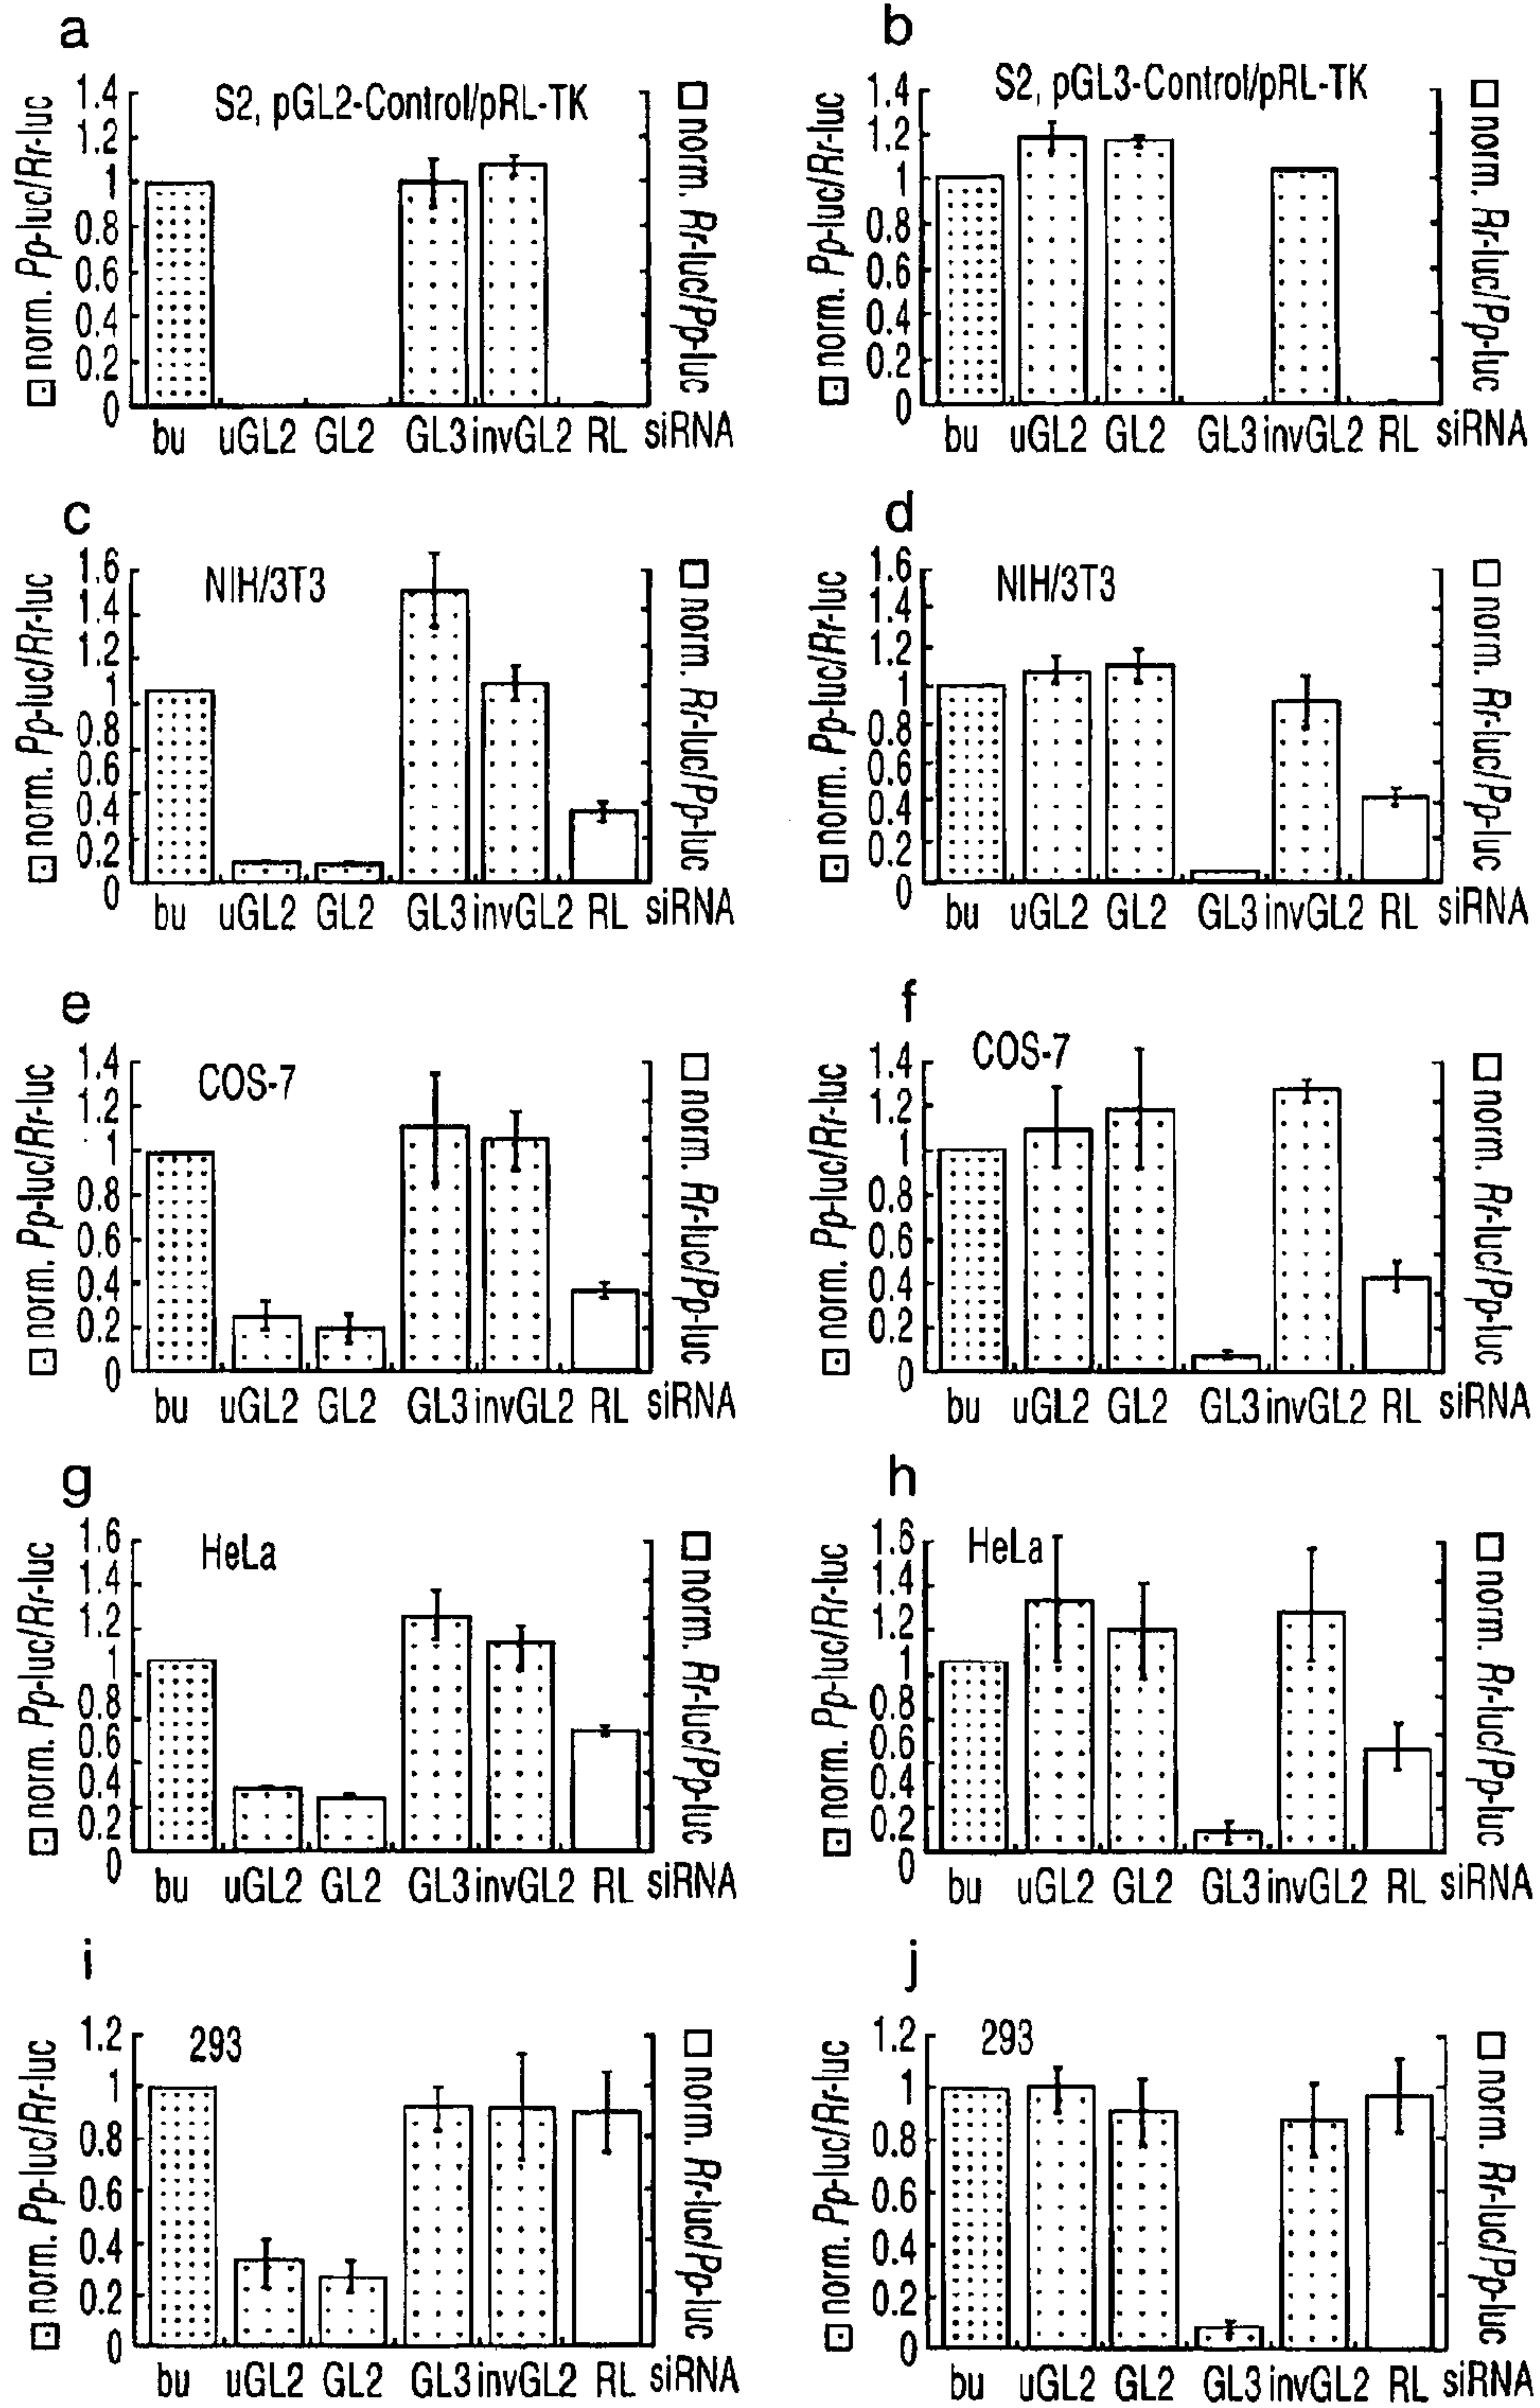 a
S2, pGL2-Control/pRL-TK
norm. Pp-luc/Rr-luc
1.4
1.2
1
0.8
0.6
0.4
0.2
0
bu uGL2 GL2 GL3 invGL2 RL siRNA
norm. Rr-luc/Pp-luc
b
S2, pGL3-Control/pRL-TK
norm. Pp-luc/Rr-luc
1.4
1.2
1
0.8
0.6
0.4
0.2
0
bu uGL2 GL2 GL3 invGL2 RL siRNA
norm. Rr-luc/Pp-luc
c
NIH/3T3
norm. Pp-luc/Rr-luc
1.6
1.4
1.2
1
0.8
0.6
0.4
0.2
0
bu uGL2 GL2 GL3 invGL2 RL siRNA
norm. Rr-luc/Pp-luc
d
NIH/3T3
norm. Pp-luc/Rr-luc
1.6
1.4
1.2
1
0.8
0.6
0.4
0.2
0
bu uGL2 GL2 GL3 invGL2 RL siRNA
norm. Rr-luc/Pp-luc
e
COS-7
norm. Pp-luc/Rr-luc
1.4
1.2
1
0.8
0.6
0.4
0.2
0
bu uGL2 GL2 GL3 invGL2 RL siRNA
norm. Rr-luc/Pp-luc
f
COS-7
norm. Pp-luc/Rr-luc
1.4
1.2
1
0.8
0.6
0.4
0.2
0
bu uGL2 GL2 GL3 invGL2 RL siRNA
norm. Rr-luc/Pp-luc
g
HeLa
norm. Pp-luc/Rr-luc
1.6
1.4
1.2
1
0.8
0.6
0.4
0.2
0
bu uGL2 GL2 GL3 invGL2 RL siRNA
norm. Rr-luc/Pp-luc
h
HeLa
norm. Pp-luc/Rr-luc
1.6
1.4
1.2
1
0.8
0.6
0.4
0.2
0
bu uGL2 GL2 GL3 invGL2 RL siRNA
norm. Rr-luc/Pp-luc
i
293
norm. Pp-luc/Rr-luc
1.2
1
0.8
0.6
0.4
0.2
0
bu uGL2 GL2 GL3 invGL2 RL siRNA
norm. Rr-luc/Pp-luc
j
293
norm. Pp-luc/Rr-luc
1.2
1
0.8
0.6
0.4
0.2
0
bu uGL2 GL2 GL3 invGL2 RL siRNA
norm. Rr-luc/Pp-luc